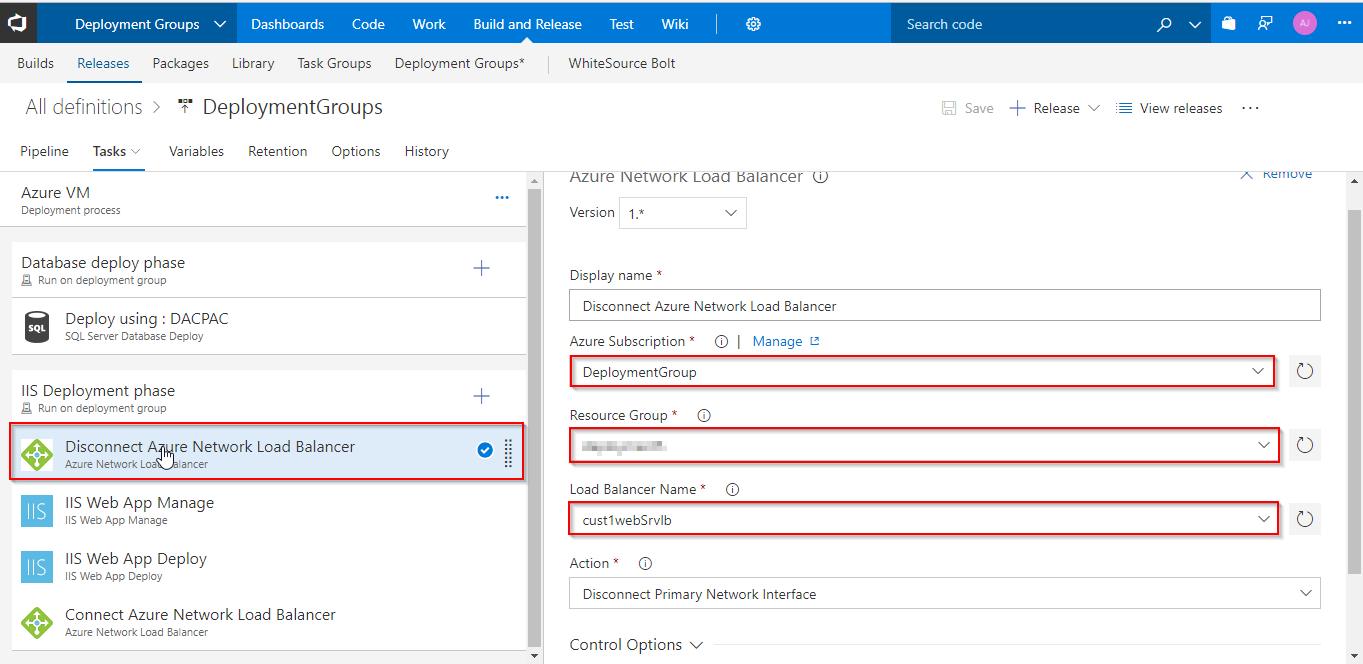 Deployment Groups Dashboards Code Work Build and Release Test Wiki Search code AJ
Builds Releases Packages Library Task Groups Deployment Groups* WhiteSource Bolt
All definitions > DeploymentGroups Save Release View releases ...
Pipeline Tasks Variables Retention Options History
Azure VM
Deployment process
Database deploy phase
Run on deployment group
SQL
Deploy using : DACPAC
SQL Server Database Deploy
IIS Deployment phase
Run on deployment group
Disconnect Azure Network Load Balancer
Azure Network Load Balancer
IIS
IIS Web App Manage
IIS Web App Manage
IIS
IIS Web App Deploy
IIS Web App Deploy
Connect Azure Network Load Balancer
Azure Network Load Balancer
Azure Network Load Balancer Remove
Version 1.*
Display name *
Disconnect Azure Network Load Balancer
Azure Subscription * | Manage
DeploymentGroup
Resource Group *
Load Balancer Name *
cust1webSrvlb
Action *
Disconnect Primary Network Interface
Control Options